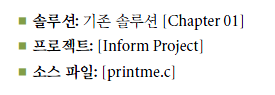 ■ 솔루션: 기존 솔루션 [Chapter 01]
■ 프로젝트: [Inform Project]
■ 소스 파일: [printme.c]